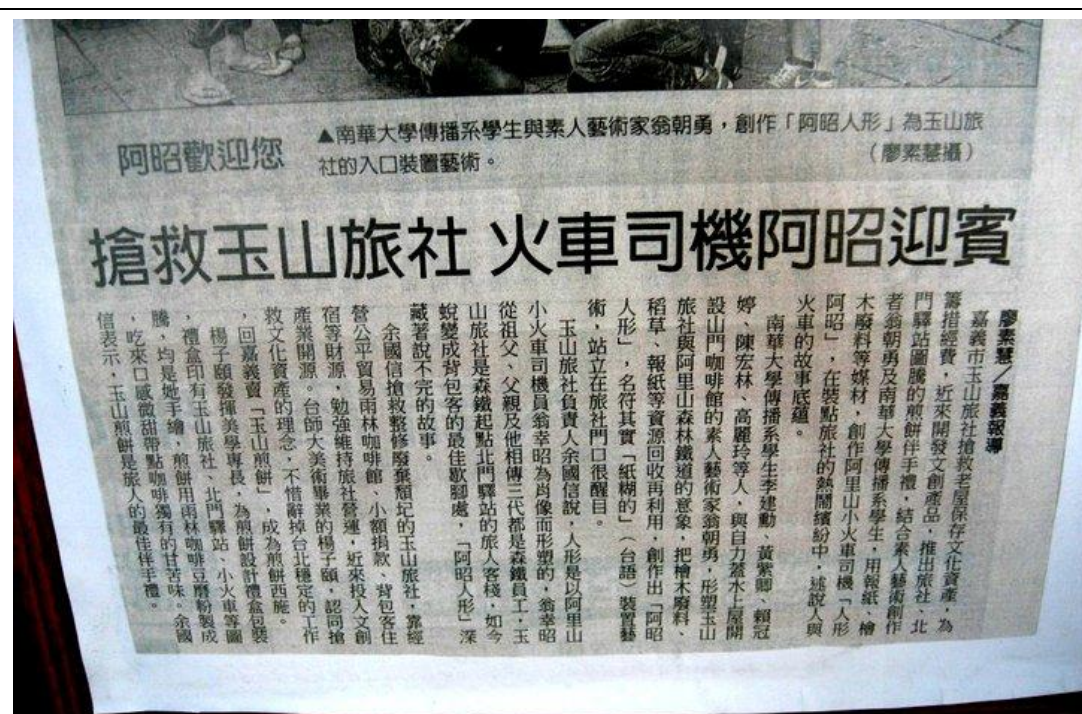 阿昭歡迎您
▲南華大學傳播系學生與素人藝術家翁朝勇，創作「阿昭人形」為玉山旅
社的入口裝置藝術。
（廖素慧攝）
搶救玉山旅社 火車司機阿昭迎賓
廖素慧／嘉義報導
嘉義市玉山旅社搶救老屋保存文化資產，為
籌措經費，近來開發文創產品，推出旅社、北
門驛站圖騰的煎餅伴手禮，結合素人藝術創作
者翁朝勇及南華大學傳播系學生，用報紙、檜
木廢料等媒材，創作阿里山小火車司機「人形
阿昭」，在裝點旅社的熱鬧繽紛中，述說人與
火車的故事底蘊。
南華大學傳播系學生李建勳、黃紫卿、賴冠
婷、陳宏林、高麗玲等人，與自力蓋水上屋開
設山門咖啡館的素人藝術家翁朝勇，形塑玉山
旅社與阿里山森林鐵道的意象，把檜木廢料、
稻草、報紙等資源回收再利用，創作出「阿昭
人形」，名符其實「紙糊的」（台語）裝置藝
術，站立在旅社門口很醒目。
玉山旅社負責人余國信說，人形是以阿里山
小火車司機員翁幸昭為肖像而形塑的，翁幸昭
從祖父、父親及他相傳三代都是森鐵員工，玉
山旅社是森鐵起點北門驛站的旅人客棧，如今
蛻變成背包客的最佳歇腳處，「阿昭人形」深
藏著說不完的故事。
余國信搶救整修廢棄頹圮的玉山旅社，靠經
營公平貿易雨林咖啡館、小額捐款、背包客住
宿等財源，勉強維持旅社營運，近來投入文創
產業開源。台師大美術畢業的楊子頤，認同搶
救文化資產的理念，不惜辭掉台北穩定的工作
，回嘉義賣「玉山煎餅」，成為煎餅西施。
楊子頤發揮美學專長，為煎餅設計禮盒包裝
，禮盒印有玉山旅社、北門驛站、小火車等圖
騰，均是她手繪，煎餅用雨林咖啡豆磨粉製成
，吃來口感微甜帶點咖啡獨有的甘苦味。余國
信表示，玉山煎餅是旅人的最佳伴手禮。